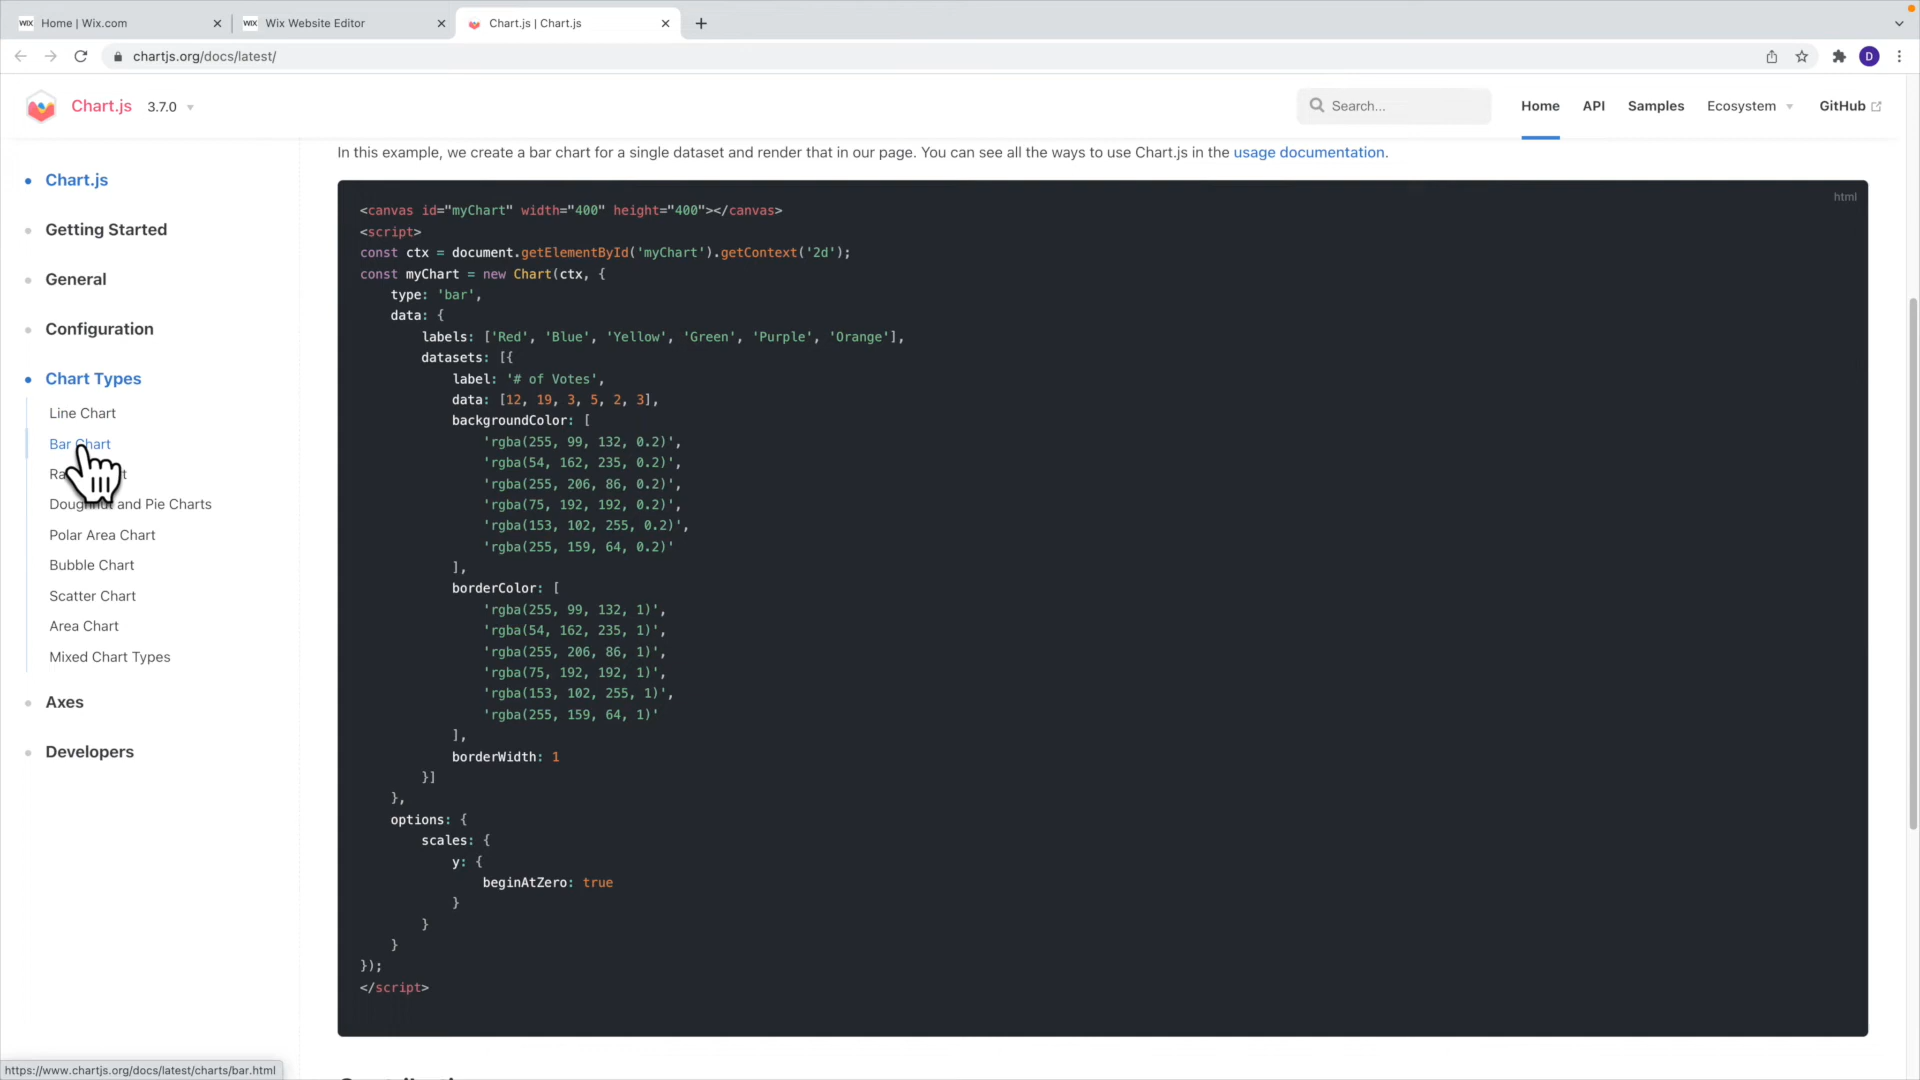 WIX Home | Wix.com
WIX Wix Website Editor
Chart.js | Chart.js
chartjs.org/docs/latest/
D
Chart.js 3.7.0
Search...
Home
API
Samples
Ecosystem
GitHub
Chart.js
Getting Started
General
Configuration
Chart Types
Line Chart
Bar Chart
Doughnut and Pie Charts
Polar Area Chart
Bubble Chart
Scatter Chart
Area Chart
Mixed Chart Types
Axes
Developers
In this example, we create a bar chart for a single dataset and render that in our page. You can see all the ways to use Chart.js in the usage documentation.
html
<canvas id="myChart" width="400" height="400"></canvas>
<script>
const ctx = document.getElementById('myChart').getContext('2d');
const myChart = new Chart(ctx, {
    type: 'bar',
    data: {
        labels: ['Red', 'Blue', 'Yellow', 'Green', 'Purple', 'Orange'],
        datasets: [{
            label: '# of Votes',
            data: [12, 19, 3, 5, 2, 3],
            backgroundColor: [
                'rgba(255, 99, 132, 0.2)',
                'rgba(54, 162, 235, 0.2)',
                'rgba(255, 206, 86, 0.2)',
                'rgba(75, 192, 192, 0.2)',
                'rgba(153, 102, 255, 0.2)',
                'rgba(255, 159, 64, 0.2)'
            ],
            borderColor: [
                'rgba(255, 99, 132, 1)',
                'rgba(54, 162, 235, 1)',
                'rgba(255, 206, 86, 1)',
                'rgba(75, 192, 192, 1)',
                'rgba(153, 102, 255, 1)',
                'rgba(255, 159, 64, 1)'
            ],
            borderWidth: 1
        }]
    },
    options: {
        scales: {
            y: {
                beginAtZero: true
            }
        }
    }
});
</script>
https://www.chartjs.org/docs/latest/charts/bar.html